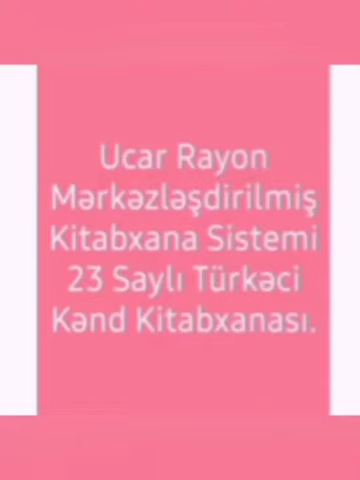 Ucar Rayon
Mərkəzləşdirilmiş
Kitabxana Sistemi
23 Saylı Türkəci
Kənd Kitabxanası.